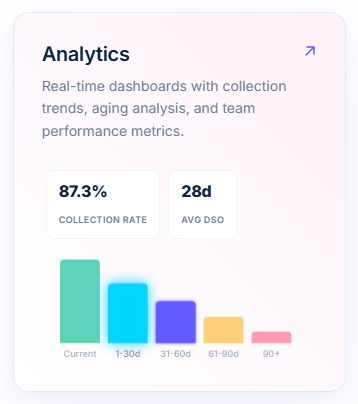 Analytics
Real-time dashboards with collection
trends, aging analysis, and team
performance metrics.
87.3%
COLLECTION RATE
28d
AVG DSO
Current 1-30d 31-60d 61-90d 90+